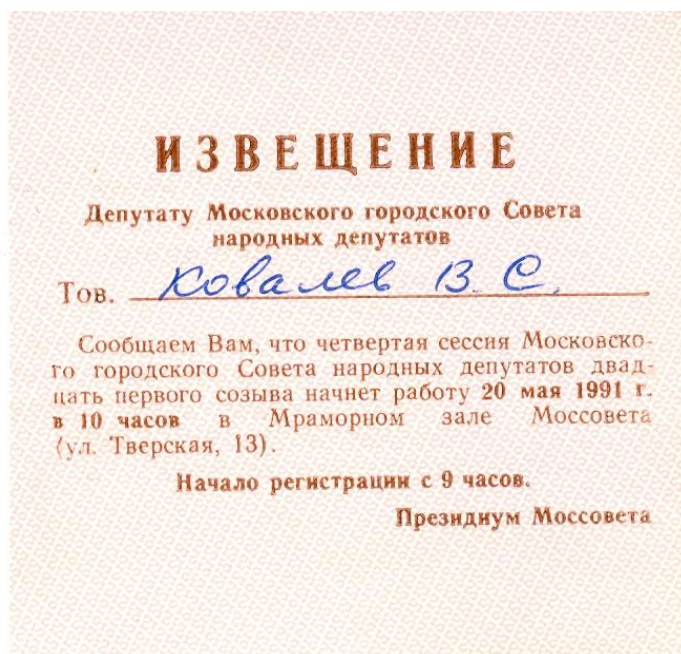 ИЗВЕЩЕНИЕ
Депутату Московского городского Совета
народных депутатов
Тов. Ковалев В. С.
Сообщаем Вам, что четвертая сессия Московско-
го городского Совета народных депутатов двад-
цать первого созыва начнет работу 20 мая 1991 г.
в 10 часов в Мраморном зале Моссовета
(ул. Тверская, 13).
Начало регистрации с 9 часов.
Президиум Моссовета